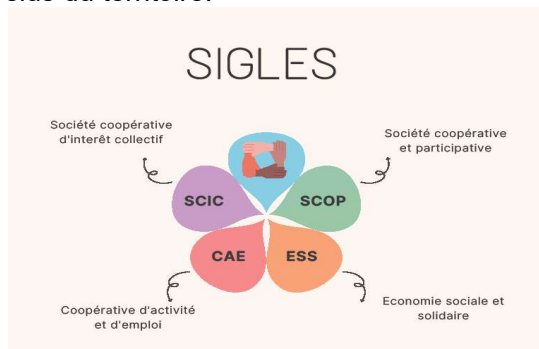 SIGLES
Société coopérative
d'interêt collectif
Société coopérative
et participative
SCIC
SCOP
CAE
ESS
Coopérative d'activité
et d'emploi
Economie sociale et
solidaire